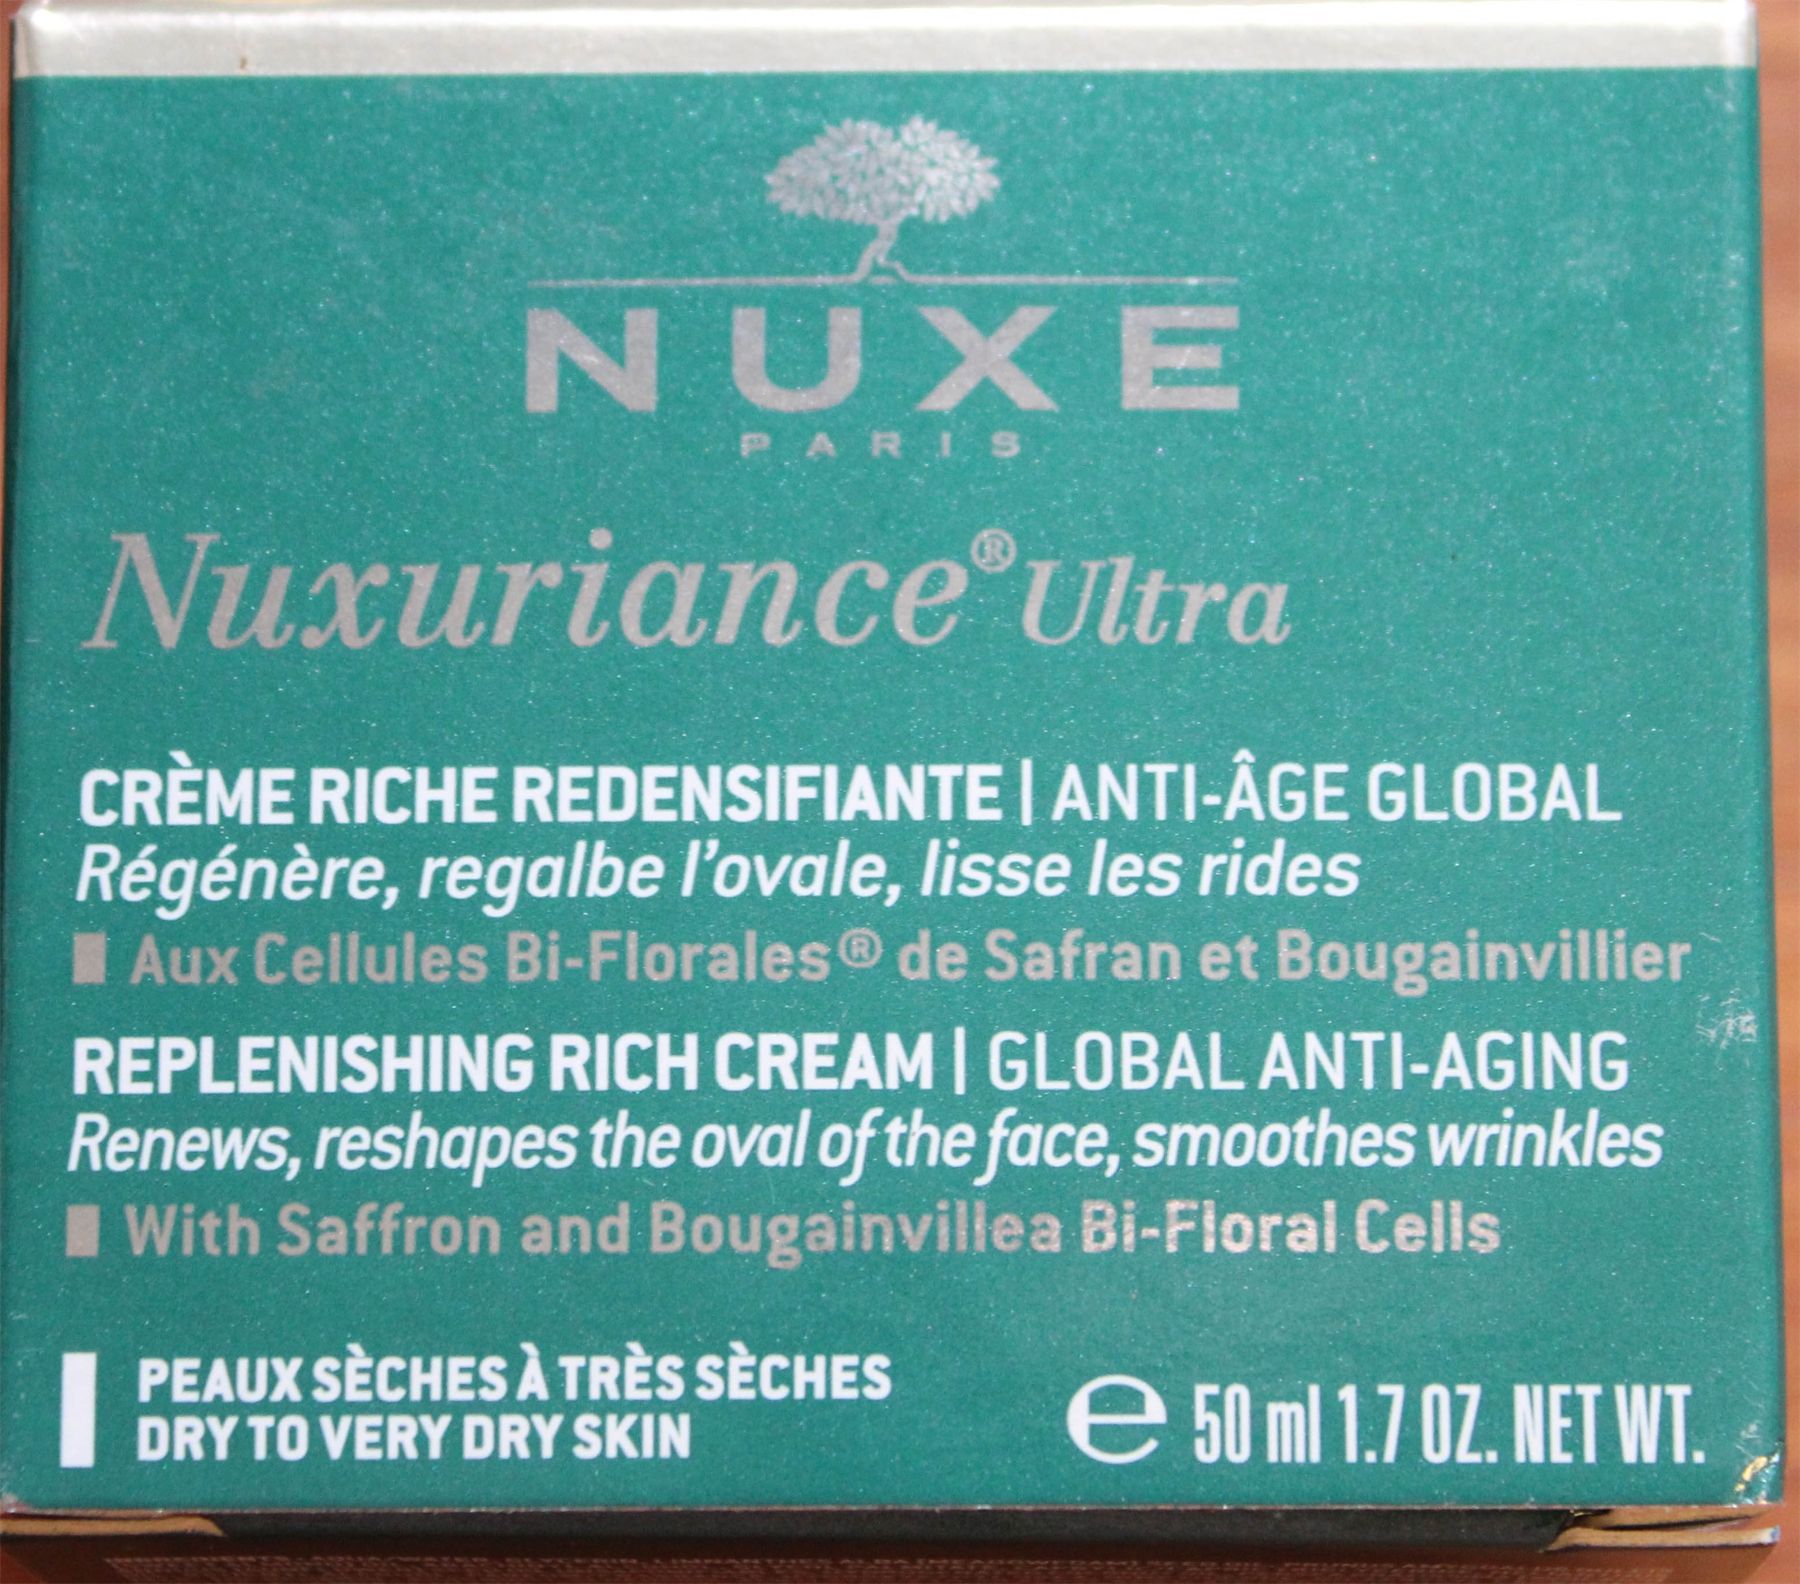 NUXE
PARIS
Nuxuriance® Ultra
CRÈME RICHE REDENSIFIANTE | ANTI-ÂGE GLOBAL
Régénère, regalbe l'ovale, lisse les rides
Aux Cellules Bi-Florales® de Safran et Bougainvillier
REPLENISHING RICH CREAM | GLOBAL ANTI-AGING
Renews, reshapes the oval of the face, smoothes wrinkles
With Saffron and Bougainvillea Bi-Floral Cells
PEAUX SÈCHES À TRÈS SÈCHES
DRY TO VERY DRY SKIN
℮ 50 ml 1.7 OZ. NET WT.